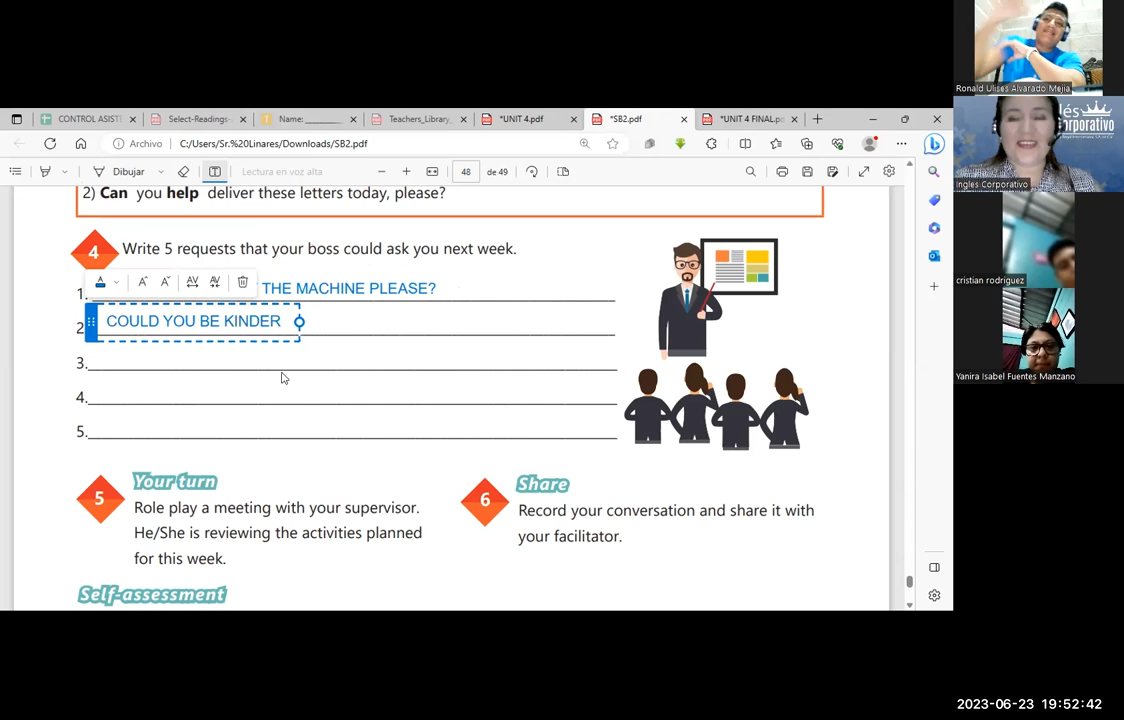 Ronald Ulises Alvarado Mejia
CONTROL ASIST
Select-Readings-
Name: ________
Teachers_Library_
*UNIT 4.pdf
*SB2.pdf
*UNIT 4 FINAL.pd
lés
orporativo
Ingles Corporativo
Archivo
C:/Users/Sr.%20Linares/Downloads/SB2.pdf
Dibujar
Lectura en voz alta
48
de 49
2) Can you help deliver these letters today, please?
4
Write 5 requests that your boss could ask you next week.
1.
THE MACHINE PLEASE?
2
COULD YOU BE KINDER
3.
4.
5.
cristian rodriguez
Yanira Isabel Fuentes Manzano
5
Your turn
Role play a meeting with your supervisor.
He/She is reviewing the activities planned
for this week.
6
Share
Record your conversation and share it with
your facilitator.
Self-assessment
2023-06-23 19:52:42